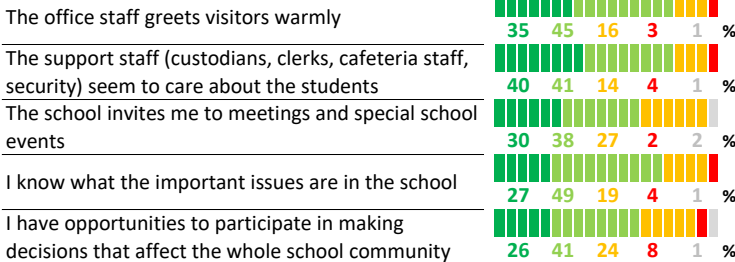 The office staff greets visitors warmly
35 45 16 3 1 %
The support staff (custodians, clerks, cafeteria staff,
security) seem to care about the students
40 41 14 4 1 %
The school invites me to meetings and special school
events
30 38 27 2 2 %
I know what the important issues are in the school
27 49 19 4 1 %
I have opportunities to participate in making
decisions that affect the whole school community
26 41 24 8 1 %